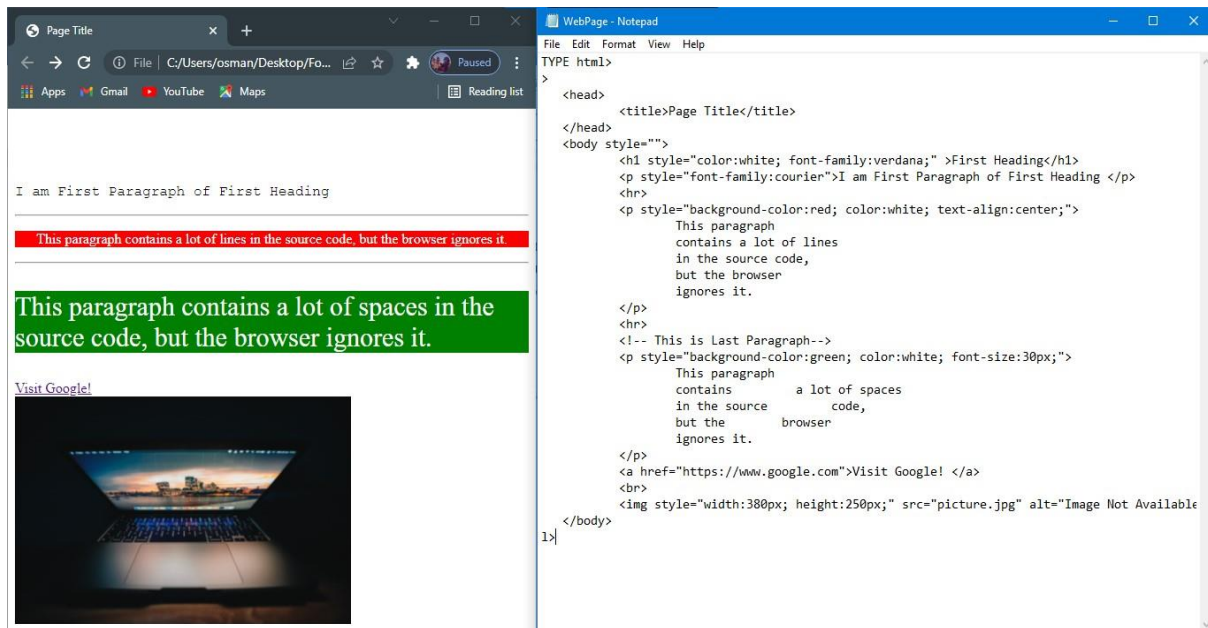 Page Title
File | C:/Users/osman/Desktop/Fo...
Paused
Apps Gmail YouTube Maps
Reading list
I am First Paragraph of First Heading
This paragraph contains a lot of lines in the source code, but the browser ignores it.
This paragraph contains a lot of spaces in the
source code, but the browser ignores it.
Visit Google!
WebPage - Notepad
File Edit Format View Help
TYPE html>
>
<head>
<title>Page Title</title>
</head>
<body style="">
<h1 style="color:white; font-family:verdana;" >First Heading</h1>
<p style="font-family:courier">I am First Paragraph of First Heading </p>
<hr>
<p style="background-color:red; color:white; text-align:center;">
This paragraph
contains a lot of lines
in the source code,
but the browser
ignores it.
</p>
<hr>
<!-- This is Last Paragraph-->
<p style="background-color:green; color:white; font-size:30px;">
This paragraph
contains         a lot of spaces
in the source         code,
but the        browser
ignores it.
</p>
<a href="https://www.google.com">Visit Google! </a>
<br>
<img style="width:380px; height:250px;" src="picture.jpg" alt="Image Not Available
</body>
l>